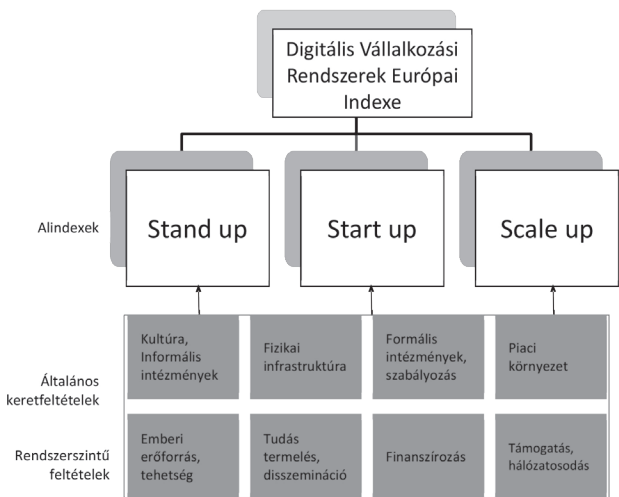 Digitális Vállalkozási
Rendszerek Európai
Indexe
Alindexek
Stand up
Start up
Scale up
Általános
keretfeltételek
Kultúra,
Informális
intézmények
Fizikai
infrastruktúra
Formális
intézmények,
szabályozás
Piaci
környezet
Rendszerszintű
feltételek
Emberi
erőforrás,
tehetség
Tudás
termelés,
disszemináció
Finanszírozás
Támogatás,
hálózatosodás